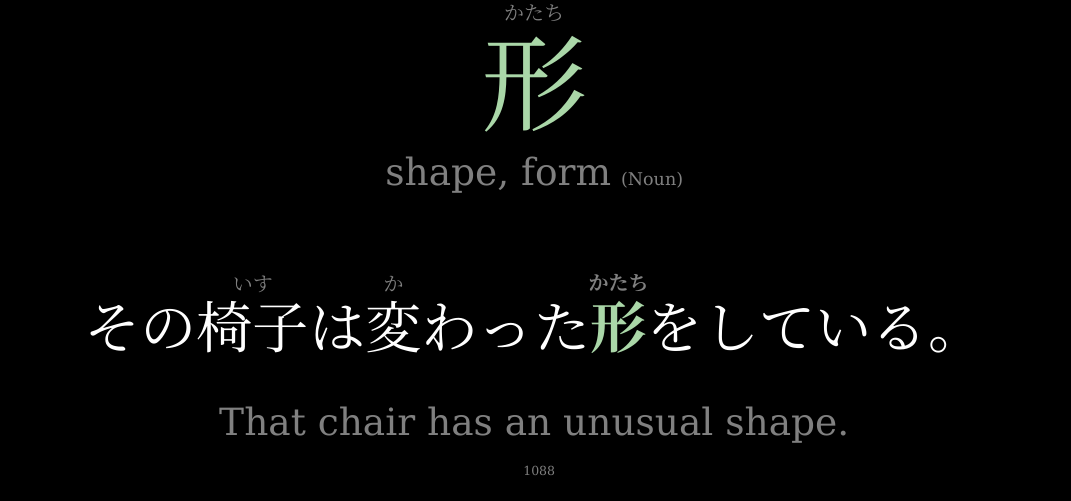 かたち
形
shape, form (Noun)
いす か かたち
その椅子は変わった形をしている。
That chair has an unusual shape.
1088